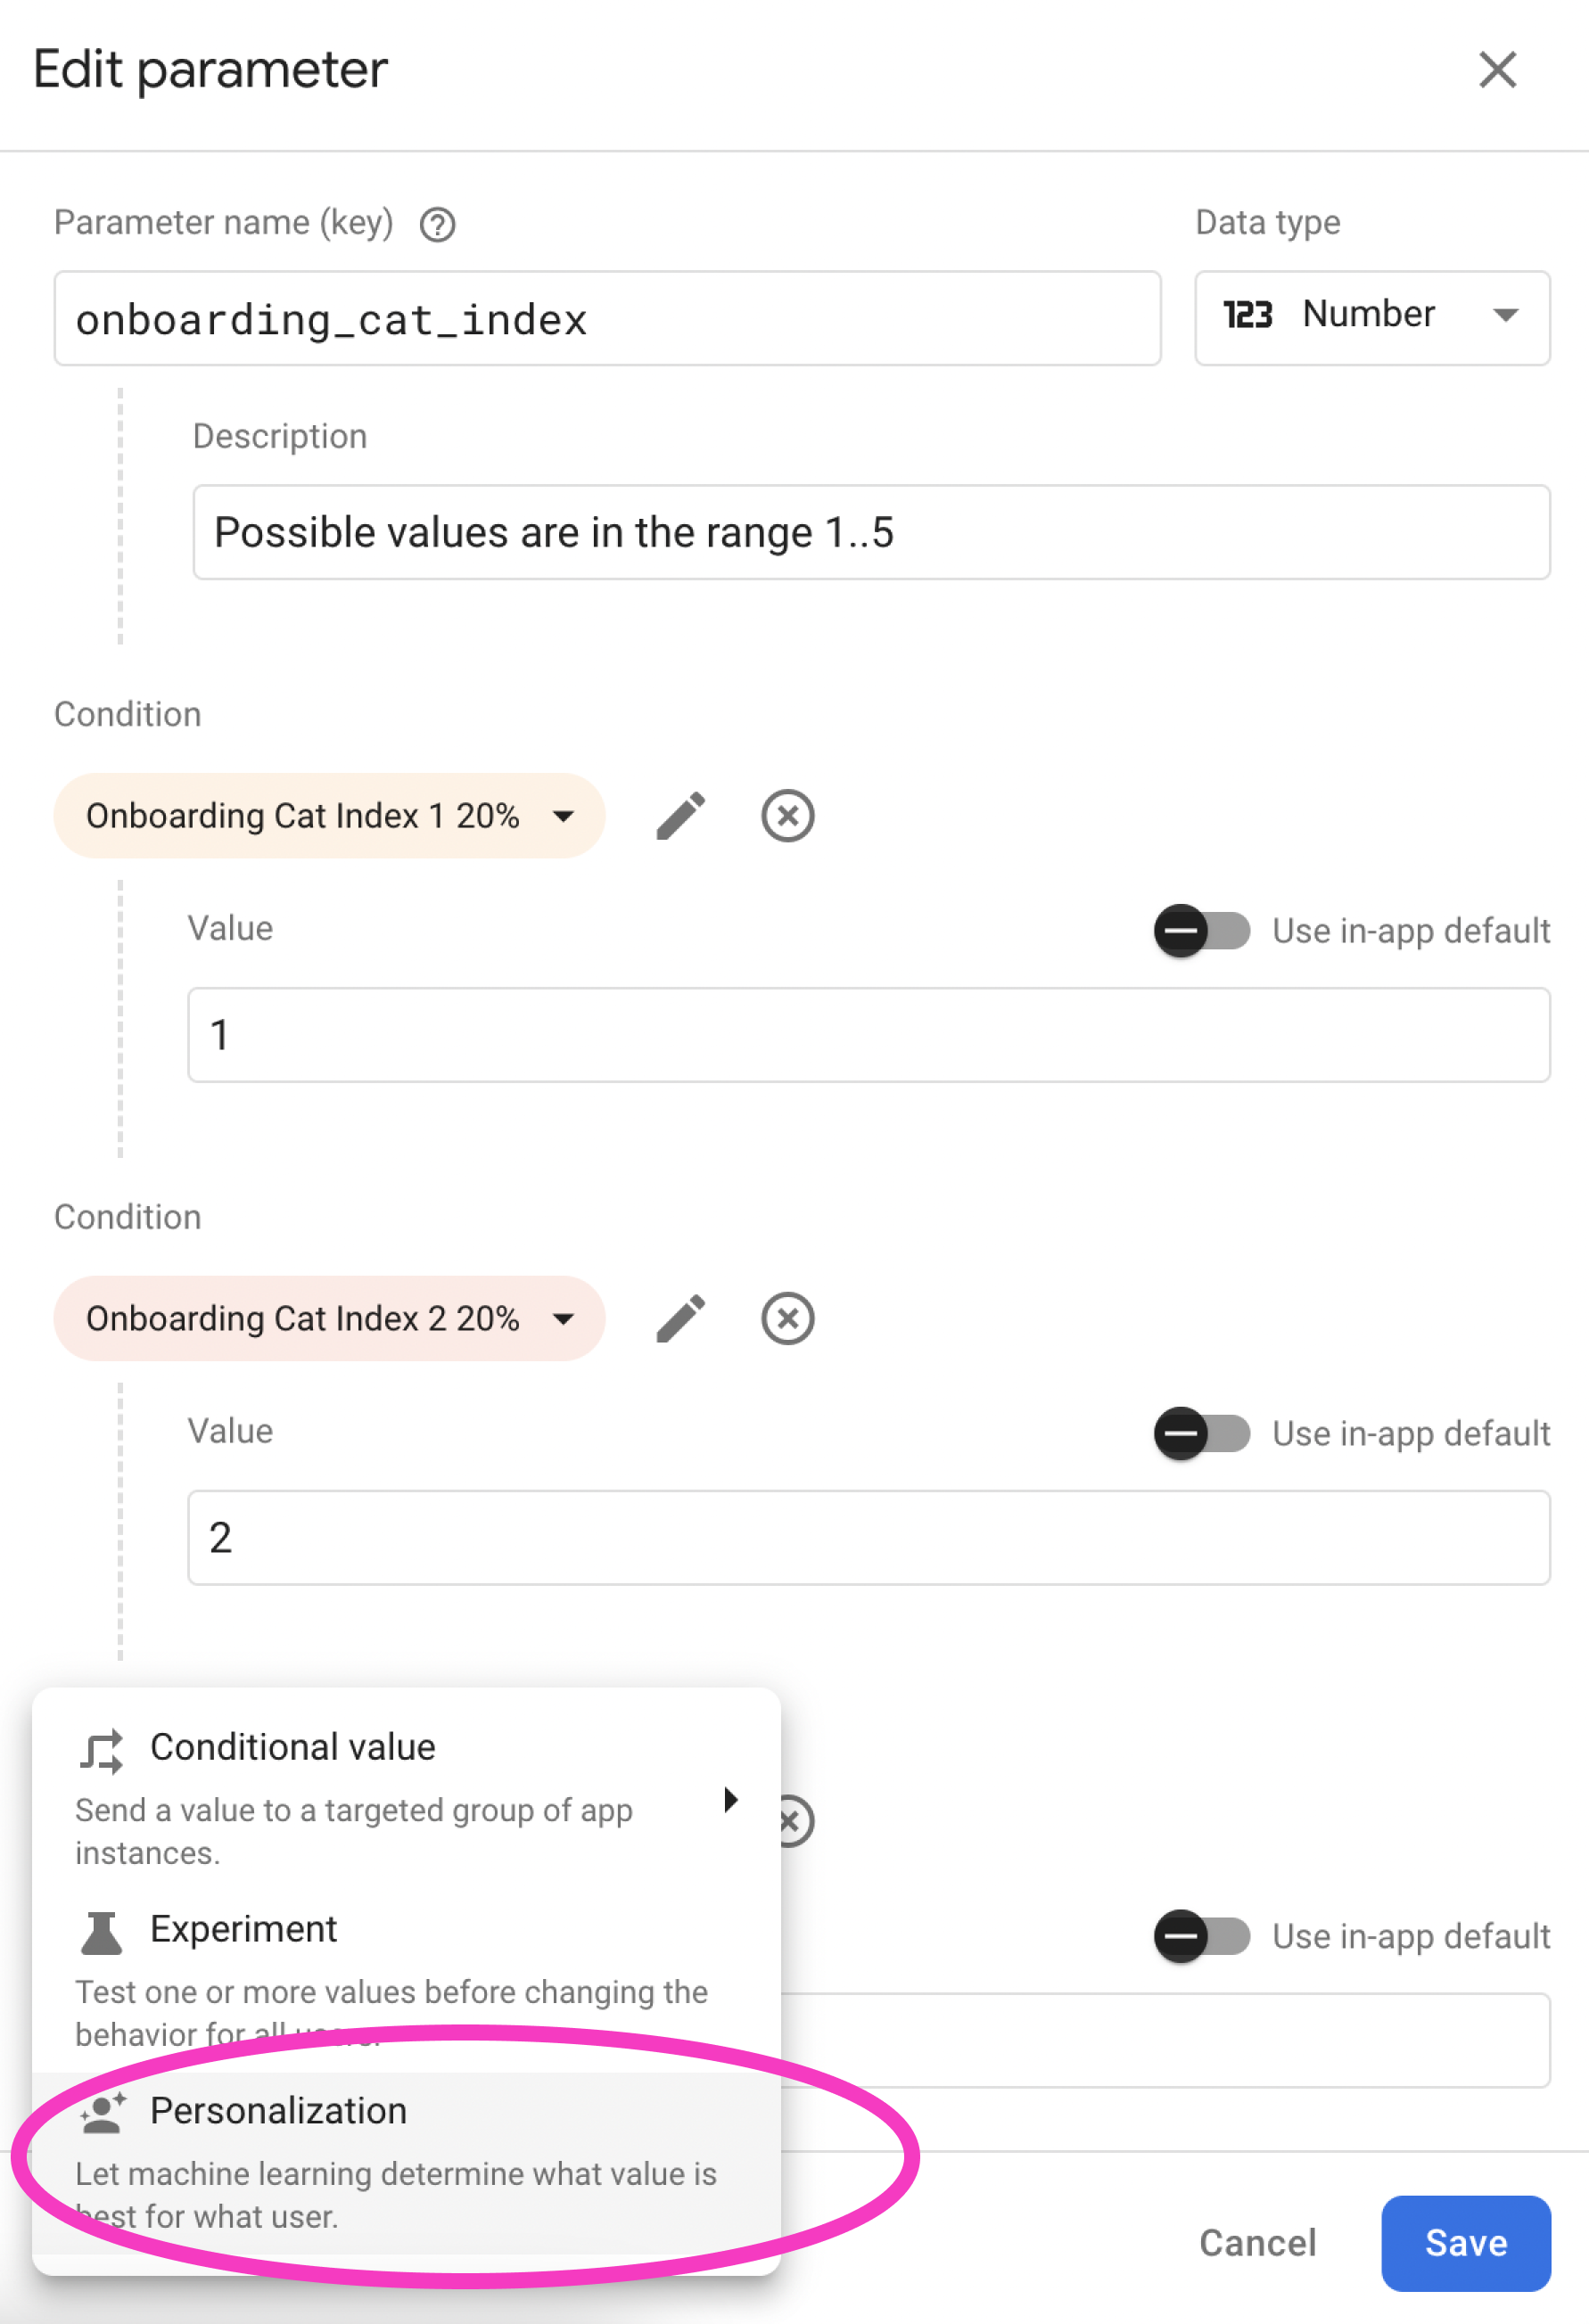 Edit parameter
Parameter name (key)
Data type
onboarding_cat_index
123 Number
Description
Possible values are in the range 1..5
Condition
Onboarding Cat Index 1 20%
Value
Use in-app default
1
Condition
Onboarding Cat Index 2 20%
Value
Use in-app default
2
Conditional value
Send a value to a targeted group of app
instances.
Experiment
Use in-app default
Test one or more values before changing the
behavior for all users.
Personalization
Let machine learning determine what value is
best for what user.
Cancel
Save